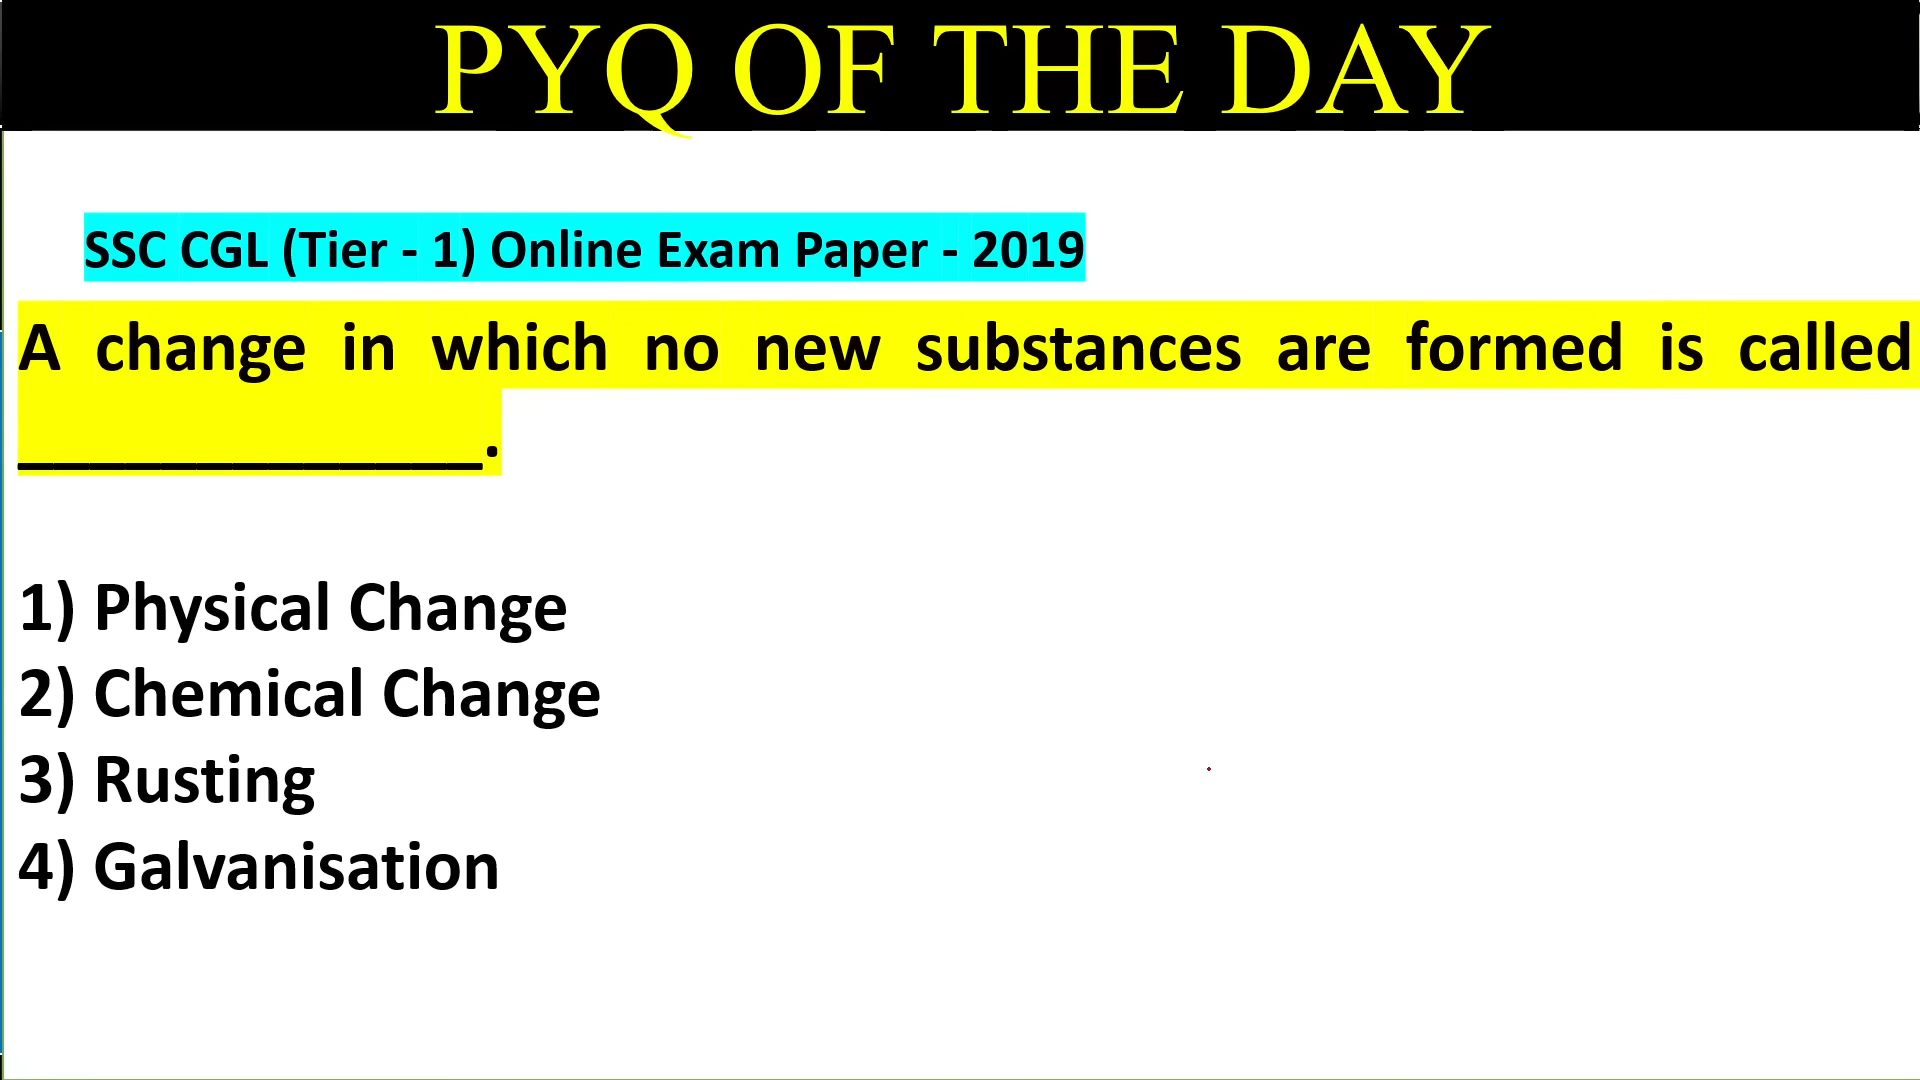 PYQ OF THE DAY
SSC CGL (Tier - 1) Online Exam Paper - 2019
A change in which no new substances are formed is called
_____________.
1) Physical Change
2) Chemical Change
3) Rusting
4) Galvanisation